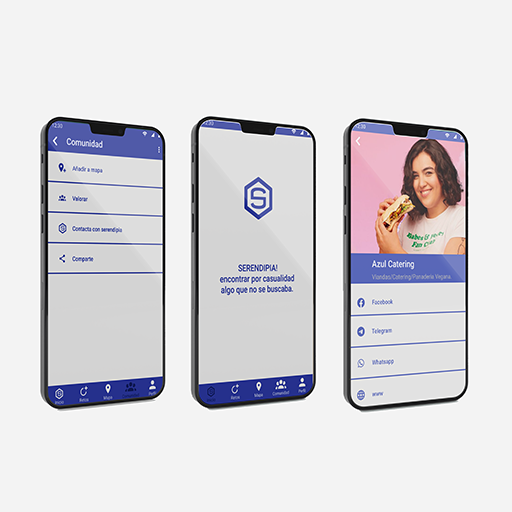 12:30
Comunidad
Añadir a mapa
Valorar
Contacta con serendipia
Comparte
Inicio
Retos
Mapa
Comunidad
Perfil
12:30
S
SERENDIPIA!
encontrar por casualidad
algo que no se buscaba.
Inicio
Retos
Mapa
Comunidad
Perfil
12:30
Azul Catering
Viandas/Catering/Panaderia Vegana
Facebook
Telegram
Whatsapp
www